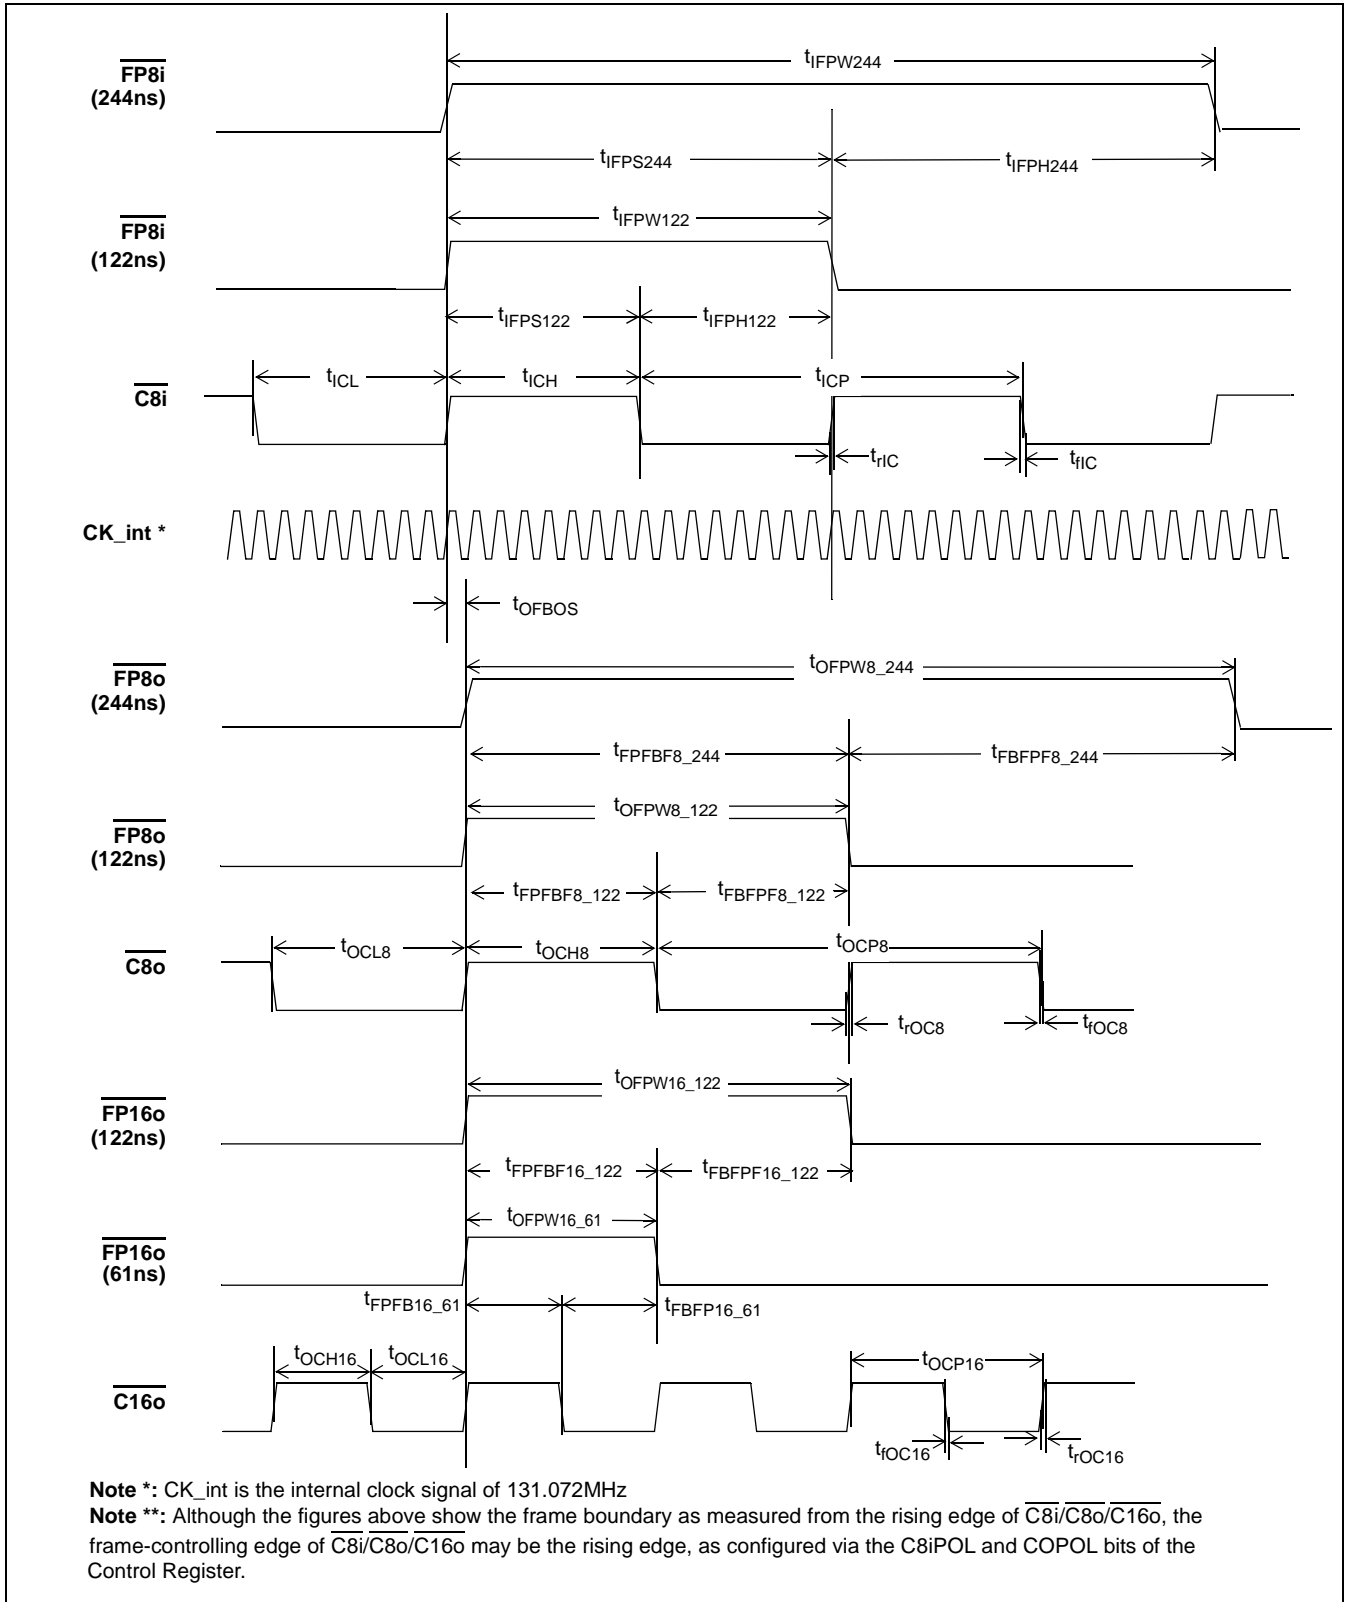 FP8i
(244ns)
tIFPW244
tIFPS244
tIFPH244
FP8i
(122ns)
tIFPW122
tIFPS122
tIFPH122
C8i
tICL
tICH
tICP
trIC
tfIC
CK_int *
tOFBOS
FP8o
(244ns)
tOFPW8_244
tFPFBF8_244
tFBFPF8_244
FP8o
(122ns)
tOFPW8_122
tFPFBF8_122
tFBFPF8_122
C8o
tOCL8
tOCH8
tOCP8
trOC8
tfOC8
FP16o
(122ns)
tOFPW16_122
tFPFBF16_122
tFBFPF16_122
FP16o
(61ns)
tOFPW16_61
tFPFB16_61
tFBFP16_61
C16o
tOCH16
tOCL16
tOCP16
tfOC16
trOC16
Note *: CK_int is the internal clock signal of 131.072MHz
Note **: Although the figures above show the frame boundary as measured from the rising edge of C8i/C8o/C16o, the
frame-controlling edge of C8i/C8o/C16o may be the rising edge, as configured via the C8iPOL and COPOL bits of the
Control Register.